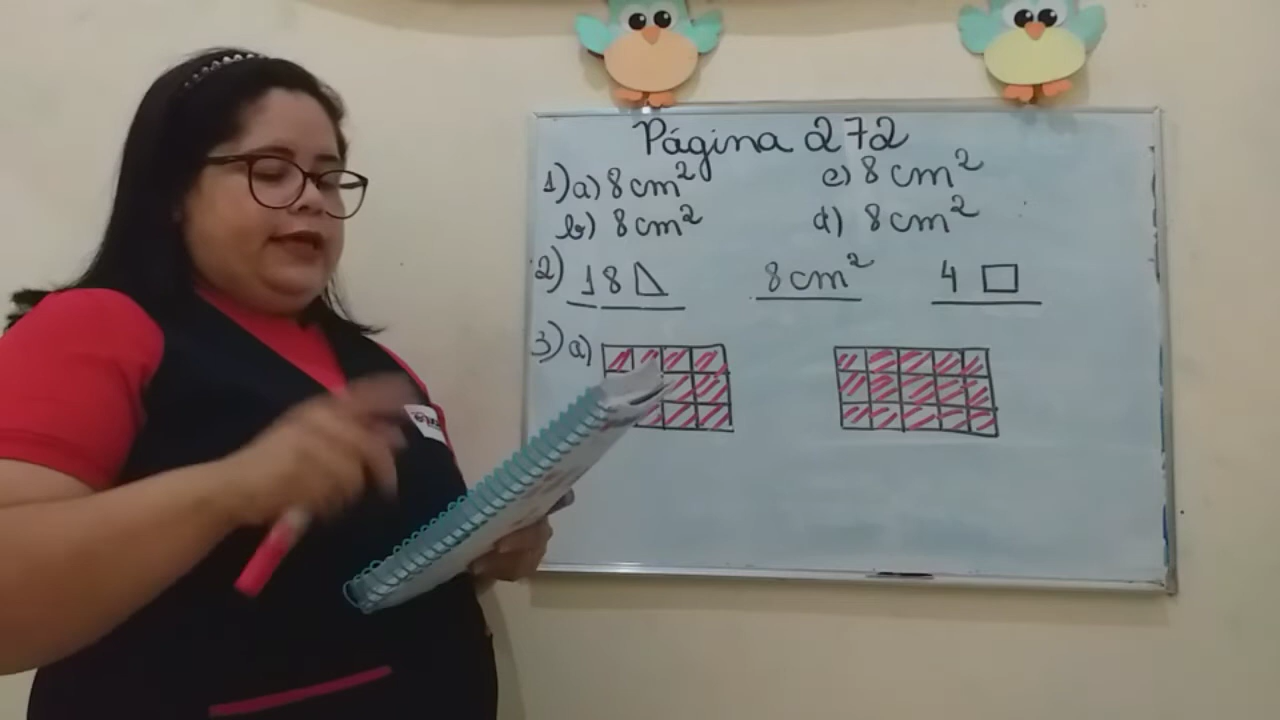 Página 272
1) a) 8 cm² c) 8 cm²
b) 8 cm² d) 8 cm²
2) 18 8 cm² 4
3) a)